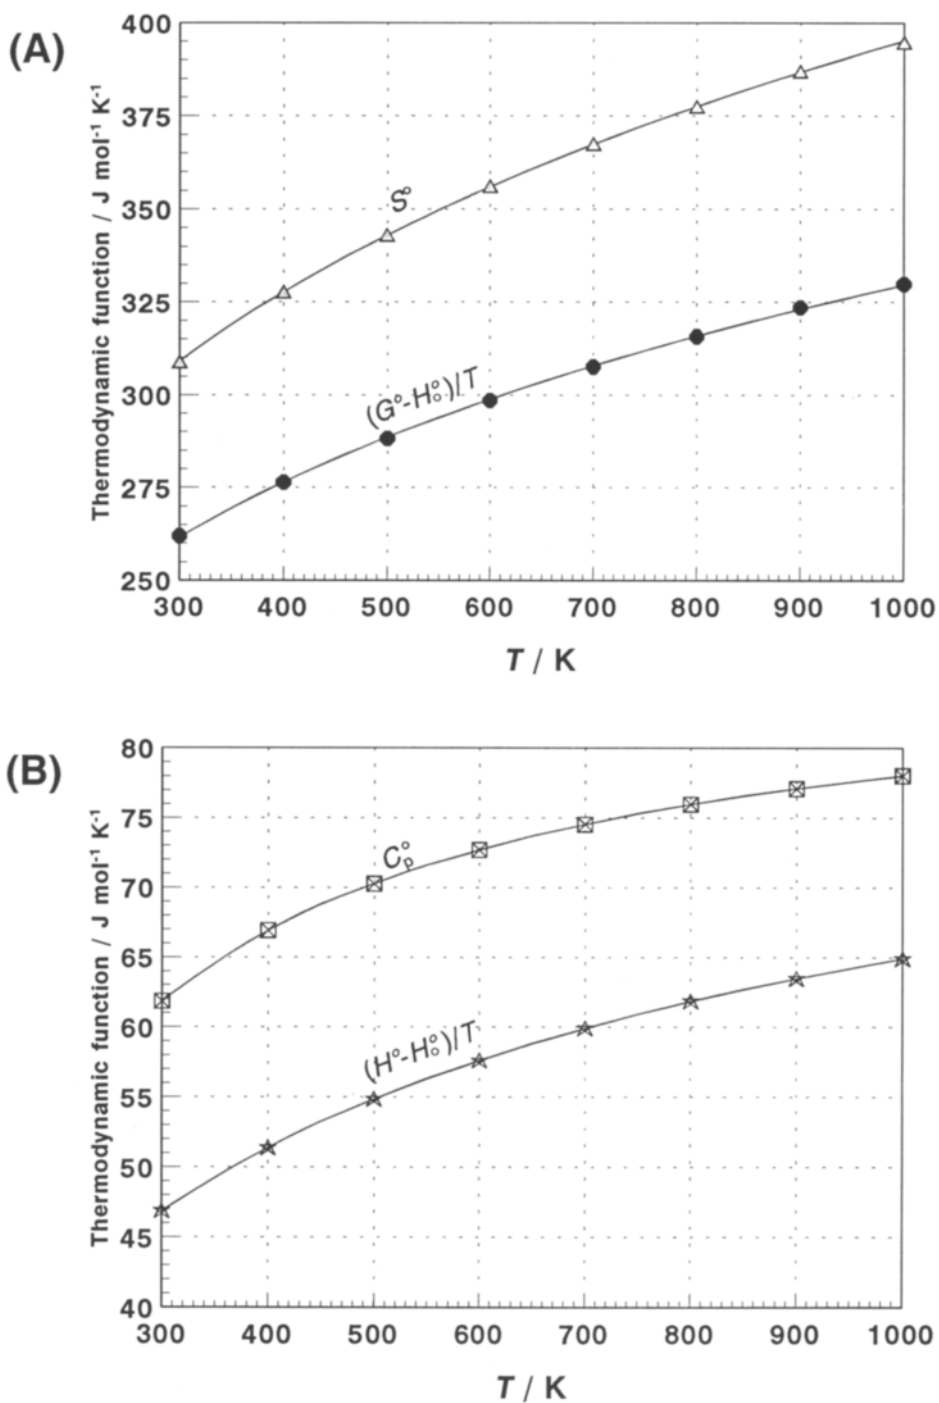 (A)
400
375
350
325
300
275
250
Thermodynamic function / J mol⁻¹ K⁻¹
S°
(G°-H°₀)/T
300 400 500 600 700 800 900 1000
T / K
(B)
80
75
70
65
60
55
50
45
40
Thermodynamic function / J mol⁻¹ K⁻¹
C°p
(H°-H°₀)/T
300 400 500 600 700 800 900 1000
T / K